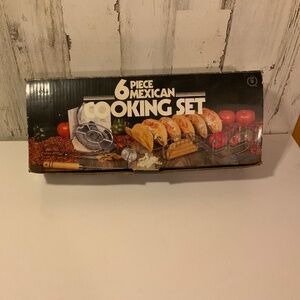 6 PIECE
MEXICAN
COOKING SET